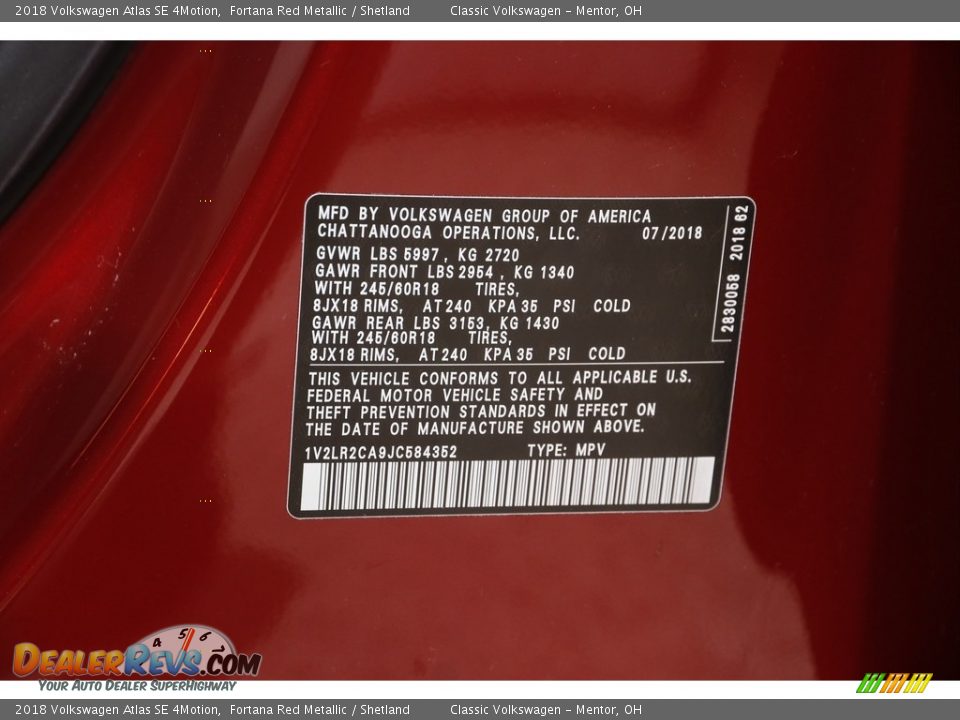 2018 Volkswagen Atlas SE 4Motion, Fortana Red Metallic / Shetland Classic Volkswagen - Mentor, OH
MFD BY VOLKSWAGEN GROUP OF AMERICA
CHATTANOOGA OPERATIONS, LLC. 07/2018
GVWR LBS 5997, KG 2720
GAWR FRONT LBS 2954, KG 1340
WITH 245/60R18 TIRES,
8JX18 RIMS, AT 240 KPA 35 PSI COLD
GAWR REAR LBS 3153, KG 1430
WITH 245/60R18 TIRES,
8JX18 RIMS, AT 240 KPA 35 PSI COLD
THIS VEHICLE CONFORMS TO ALL APPLICABLE U.S.
FEDERAL MOTOR VEHICLE SAFETY AND
THEFT PREVENTION STANDARDS IN EFFECT ON
THE DATE OF MANUFACTURE SHOWN ABOVE.
1V2LR2CA9JC584352 TYPE: MPV
2830058 2018 62
4 5 6 7
DEALERREVS.COM
YOUR AUTO DEALER SUPERHIGHWAY
2018 Volkswagen Atlas SE 4Motion, Fortana Red Metallic / Shetland Classic Volkswagen - Mentor, OH